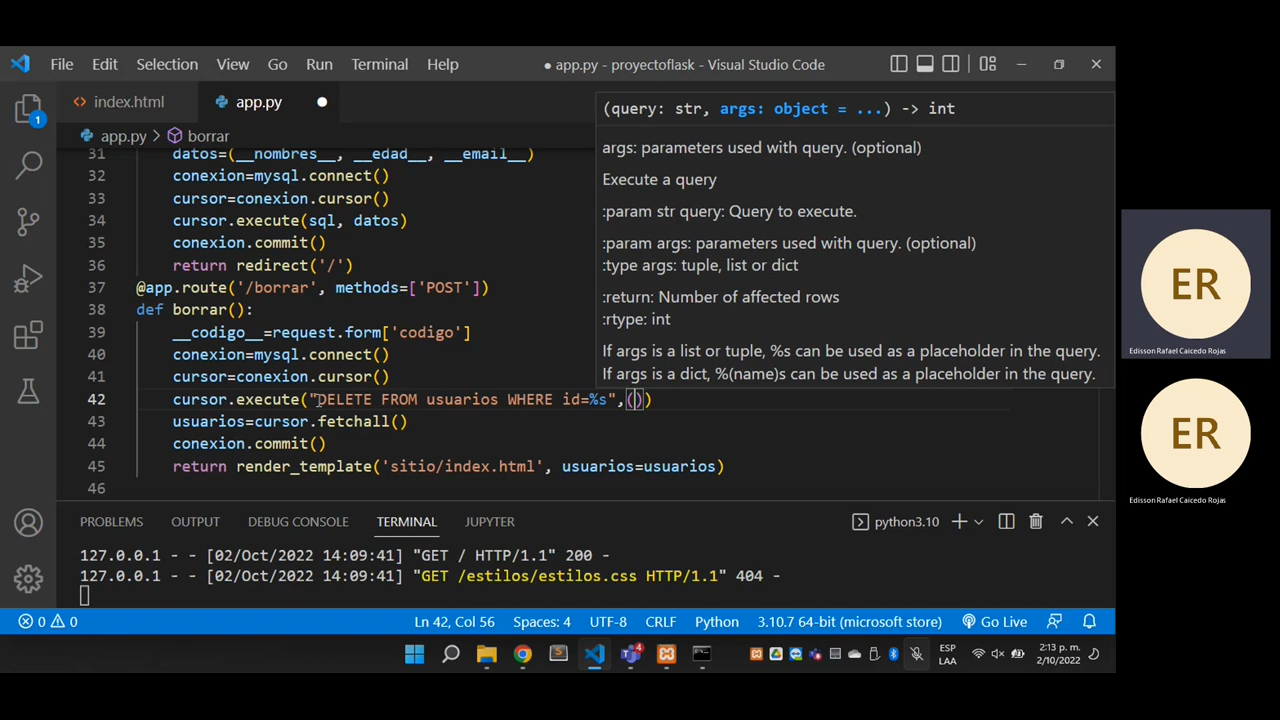 File Edit Selection View Go Run Terminal Help
● app.py - proyectoflask - Visual Studio Code
index.html
app.py
app.py > borrar
1
31 datos=(__nombres__, __edad__, __email__)
32 conexion=mysql.connect()
33 cursor=conexion.cursor()
34 cursor.execute(sql, datos)
35 conexion.commit()
36 return redirect('/')
37 @app.route('/borrar', methods=['POST'])
38 def borrar():
39 __codigo__=request.form['codigo']
40 conexion=mysql.connect()
41 cursor=conexion.cursor()
42 cursor.execute("DELETE FROM usuarios WHERE id=%s",())
43 usuarios=cursor.fetchall()
44 conexion.commit()
45 return render_template('sitio/index.html', usuarios=usuarios)
46
(query: str, args: object = ...) -> int
args: parameters used with query. (optional)
Execute a query
:param str query: Query to execute.
:param args: parameters used with query. (optional)
:type args: tuple, list or dict
:return: Number of affected rows
:rtype: int
If args is a list or tuple, %s can be used as a placeholder in the query.
If args is a dict, %(name)s can be used as a placeholder in the query.
PROBLEMS OUTPUT DEBUG CONSOLE TERMINAL JUPYTER
python3.10
127.0.0.1 - - [02/Oct/2022 14:09:41] "GET / HTTP/1.1" 200 -
127.0.0.1 - - [02/Oct/2022 14:09:41] "GET /estilos/estilos.css HTTP/1.1" 404 -
0 0
Ln 42, Col 56 Spaces: 4 UTF-8 CRLF Python 3.10.7 64-bit (microsoft store) Go Live
4
ESP
LAA
2:13 p. m.
2/10/2022
ER
Edisson Rafael Caicedo Rojas
ER
Edisson Rafael Caicedo Rojas